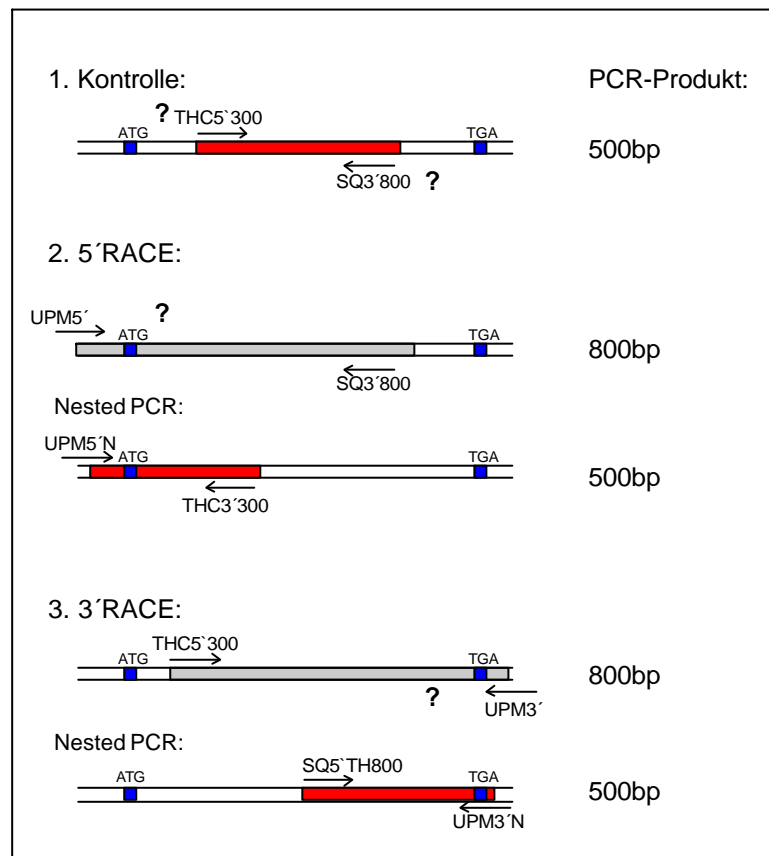 1. Kontrolle: PCR-Produkt:
? THC5`300
ATG TGA
500bp
SQ3´800 ?
2. 5´RACE:
UPM5´ ?
ATG TGA
800bp
SQ3´800
Nested PCR:
UPM5´N
ATG TGA
500bp
THC3´300
3. 3´RACE:
THC5`300
ATG TGA
800bp
?
UPM3´
Nested PCR:
SQ5`TH800
ATG TGA
500bp
UPM3´N